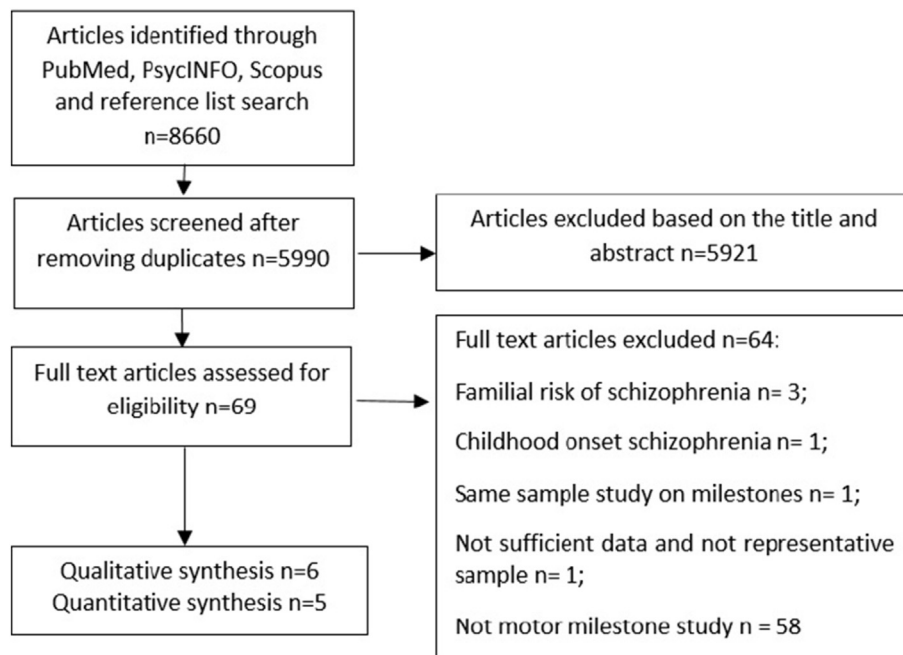 Articles identified through
PubMed, PsycINFO, Scopus
and reference list search
n=8660
Articles screened after
removing duplicates n=5990
Articles excluded based on the title and
abstract n=5921
Full text articles assessed for
eligibility n=69
Full text articles excluded n=64:
Familial risk of schizophrenia n= 3;
Childhood onset schizophrenia n= 1;
Same sample study on milestones n= 1;
Not sufficient data and not representative
sample n= 1;
Not motor milestone study n = 58
Qualitative synthesis n=6
Quantitative synthesis n=5